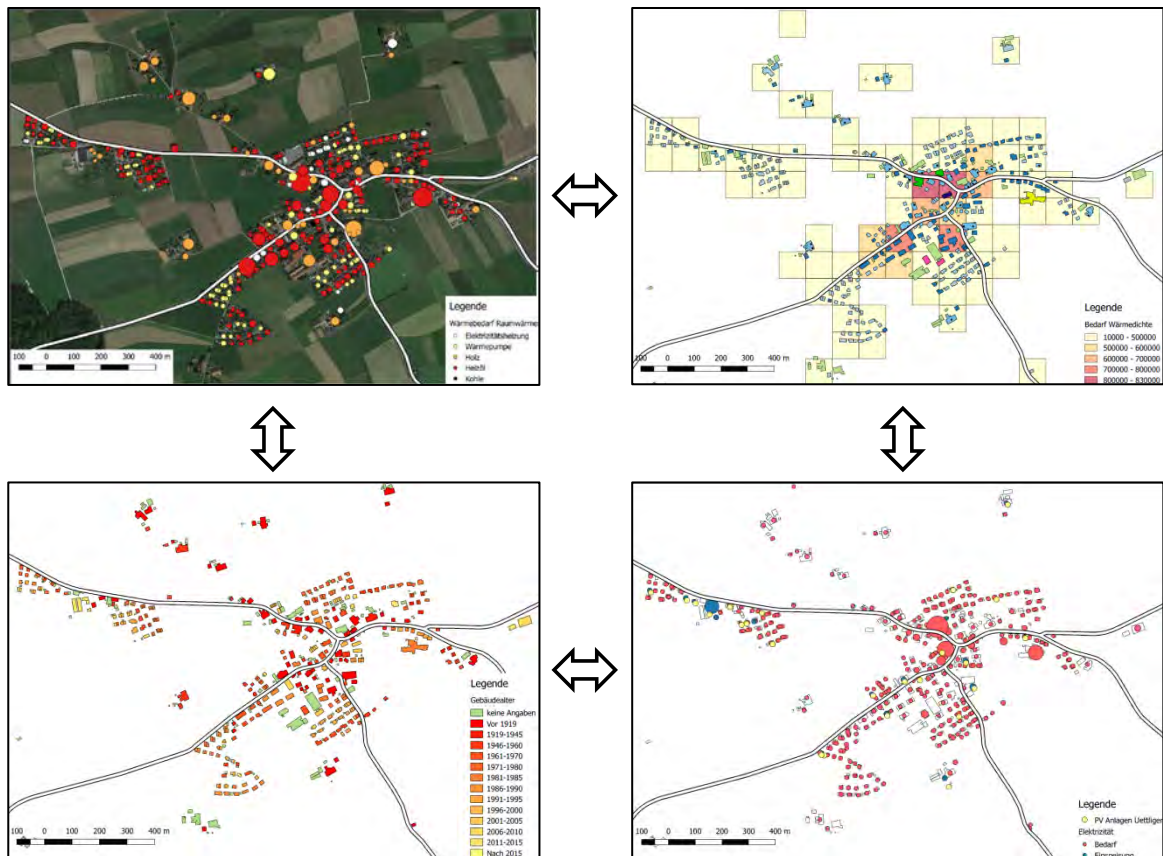 Legende
Wärmebedarf Raumwärme
Elektrizitätsheizung
Wärmepumpe
Holz
Heizöl
Kohle
100 0 100 200 300 400 m
Legende
Bedarf Wärmedichte
10000 - 500000
500000 - 600000
600000 - 700000
700000 - 800000
800000 - 830000
100 0 100 200 300 400 m
Legende
Gebäudealter
keine Angaben
Vor 1919
1919-1945
1946-1960
1961-1970
1971-1980
1981-1985
1986-1990
1991-1995
1996-2000
2001-2005
2006-2010
2011-2015
Nach 2015
100 0 100 200 300 400 m
Legende
PV Anlagen Uettligen
Elektrizität
Bedarf
Einspeisung
100 0 100 200 300 400 m